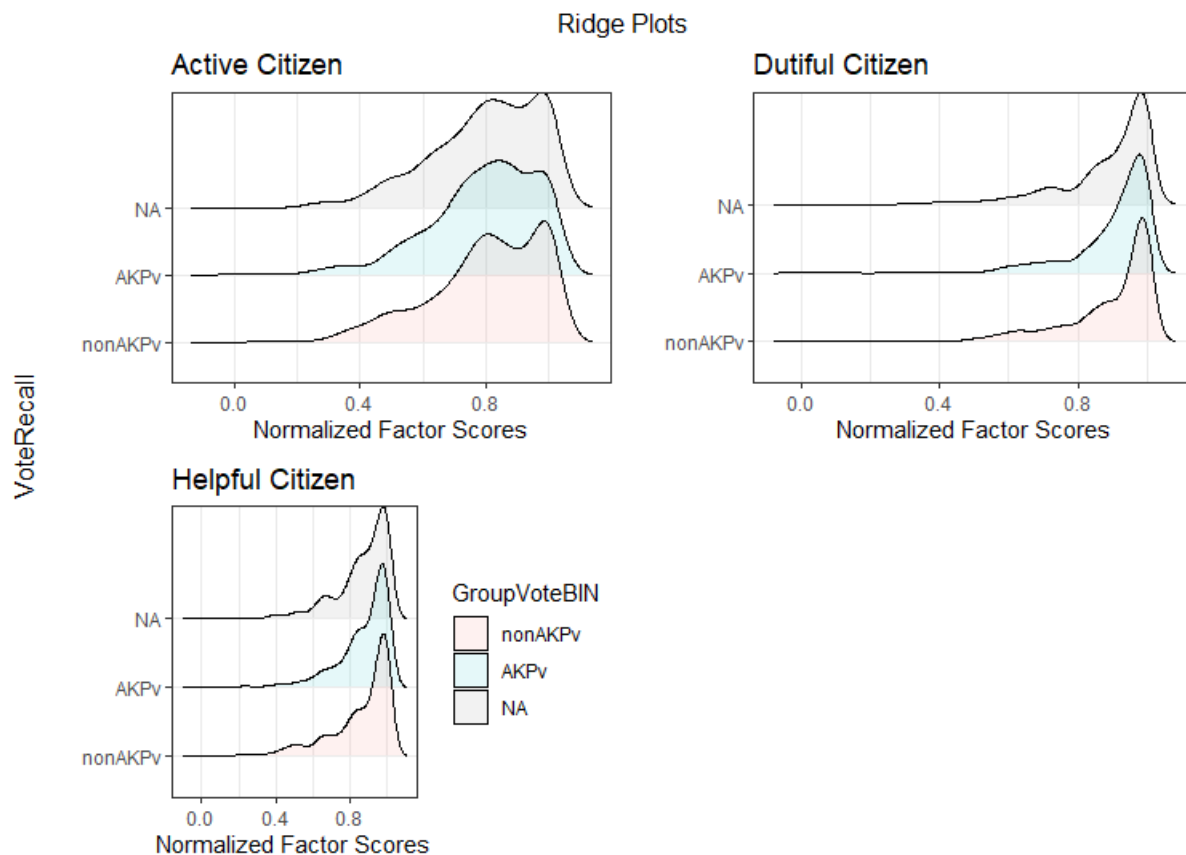 Ridge Plots
Active Citizen
NA
AKPv
nonAKPv
0.0 0.4 0.8
Normalized Factor Scores
Dutiful Citizen
NA
AKPv
nonAKPv
0.0 0.4 0.8
Normalized Factor Scores
VoteRecall
Helpful Citizen
NA
AKPv
nonAKPv
0.0 0.4 0.8
Normalized Factor Scores
GroupVoteBIN
nonAKPv
AKPv
NA